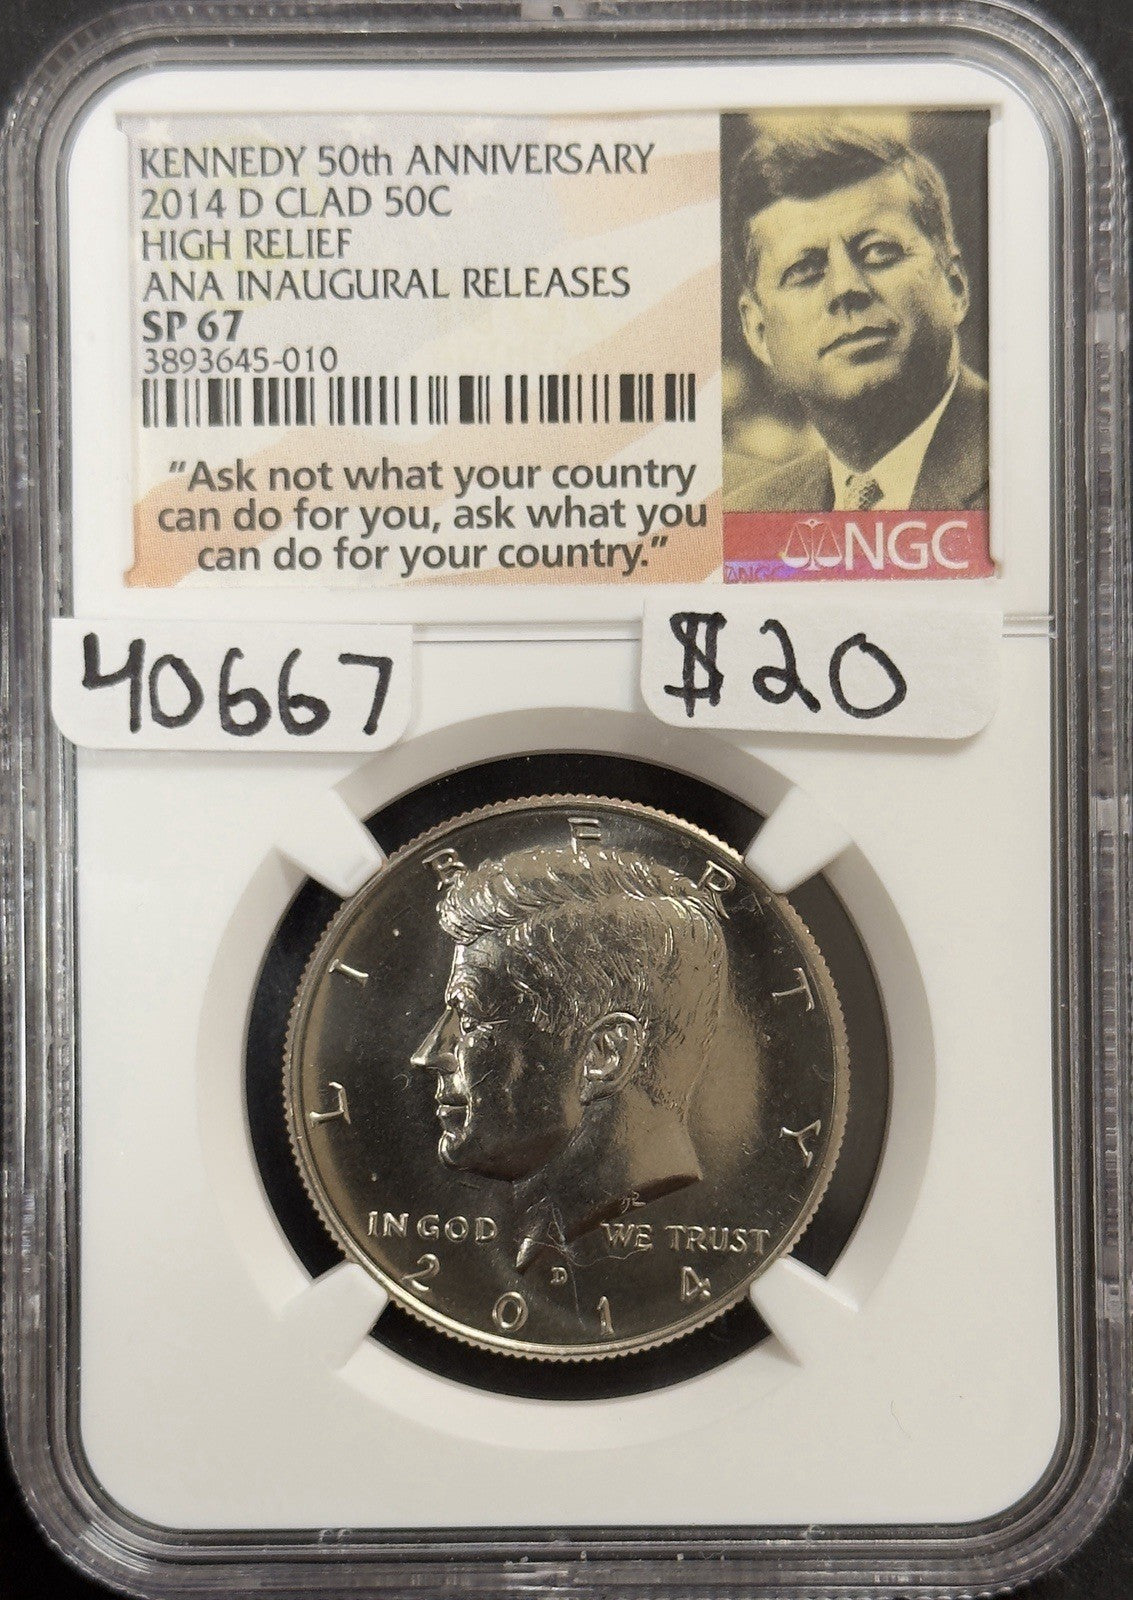 KENNEDY 50th ANNIVERSARY
2014 D CLAD 50C
HIGH RELIEF
ANA INAUGURAL RELEASES
SP 67
3893645-010
"Ask not what your country
can do for you, ask what you
can do for your country."
NGC
40667
$20
LIBERTY
IN GOD WE TRUST
D
2014